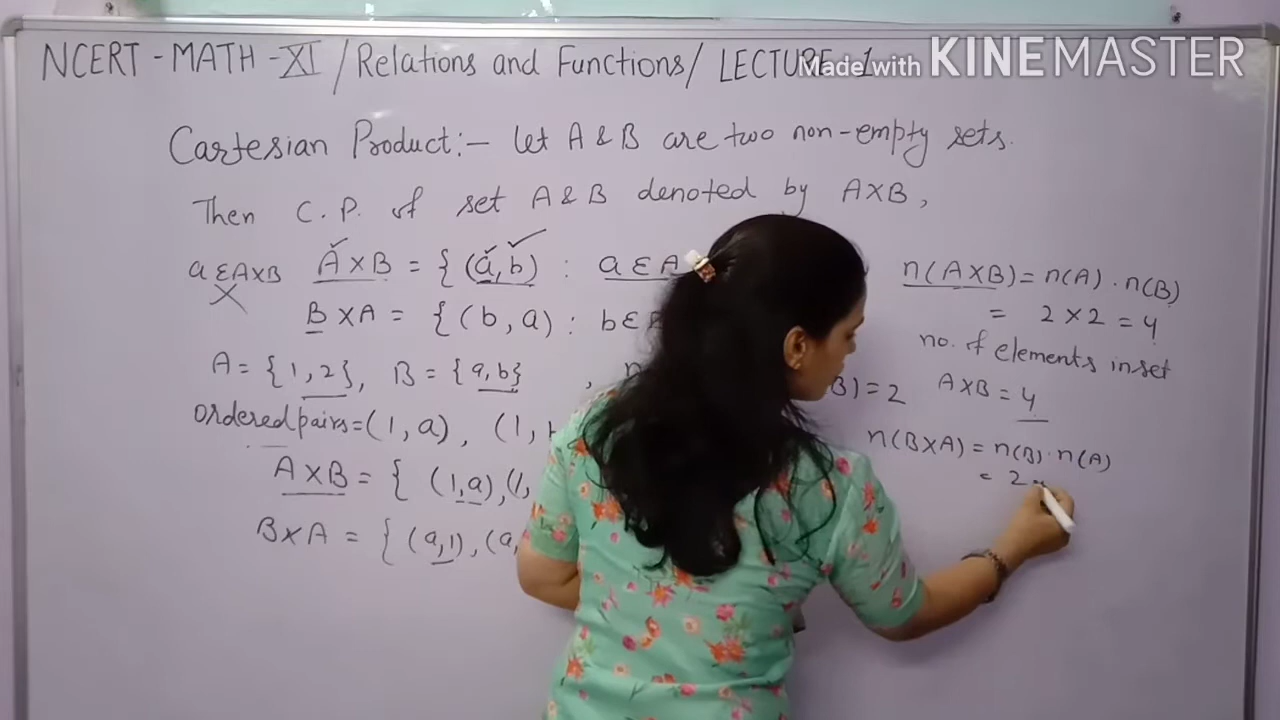 NCERT - MATH - XI / Relations and Functions / LECTURE - 1
Made with KINEMASTER
Cartesian Product :- Let A & B are two non-empty sets.
Then C. P. of set A & B denoted by A×B,
a ε A×B A×B = { (a, b) : a ε A
B×A = { (b, a) : b ε
A = {1, 2}, B = {a, b} , B) = 2
ordered pairs = (1, a), (1,
A×B = { (1, a), (1,
B×A = { (a, 1), (a,
n(A×B) = n(A) . n(B)
= 2 × 2 = 4
no. of elements in set
A×B = 4
n(B×A) = n(B) . n(A)
= 2